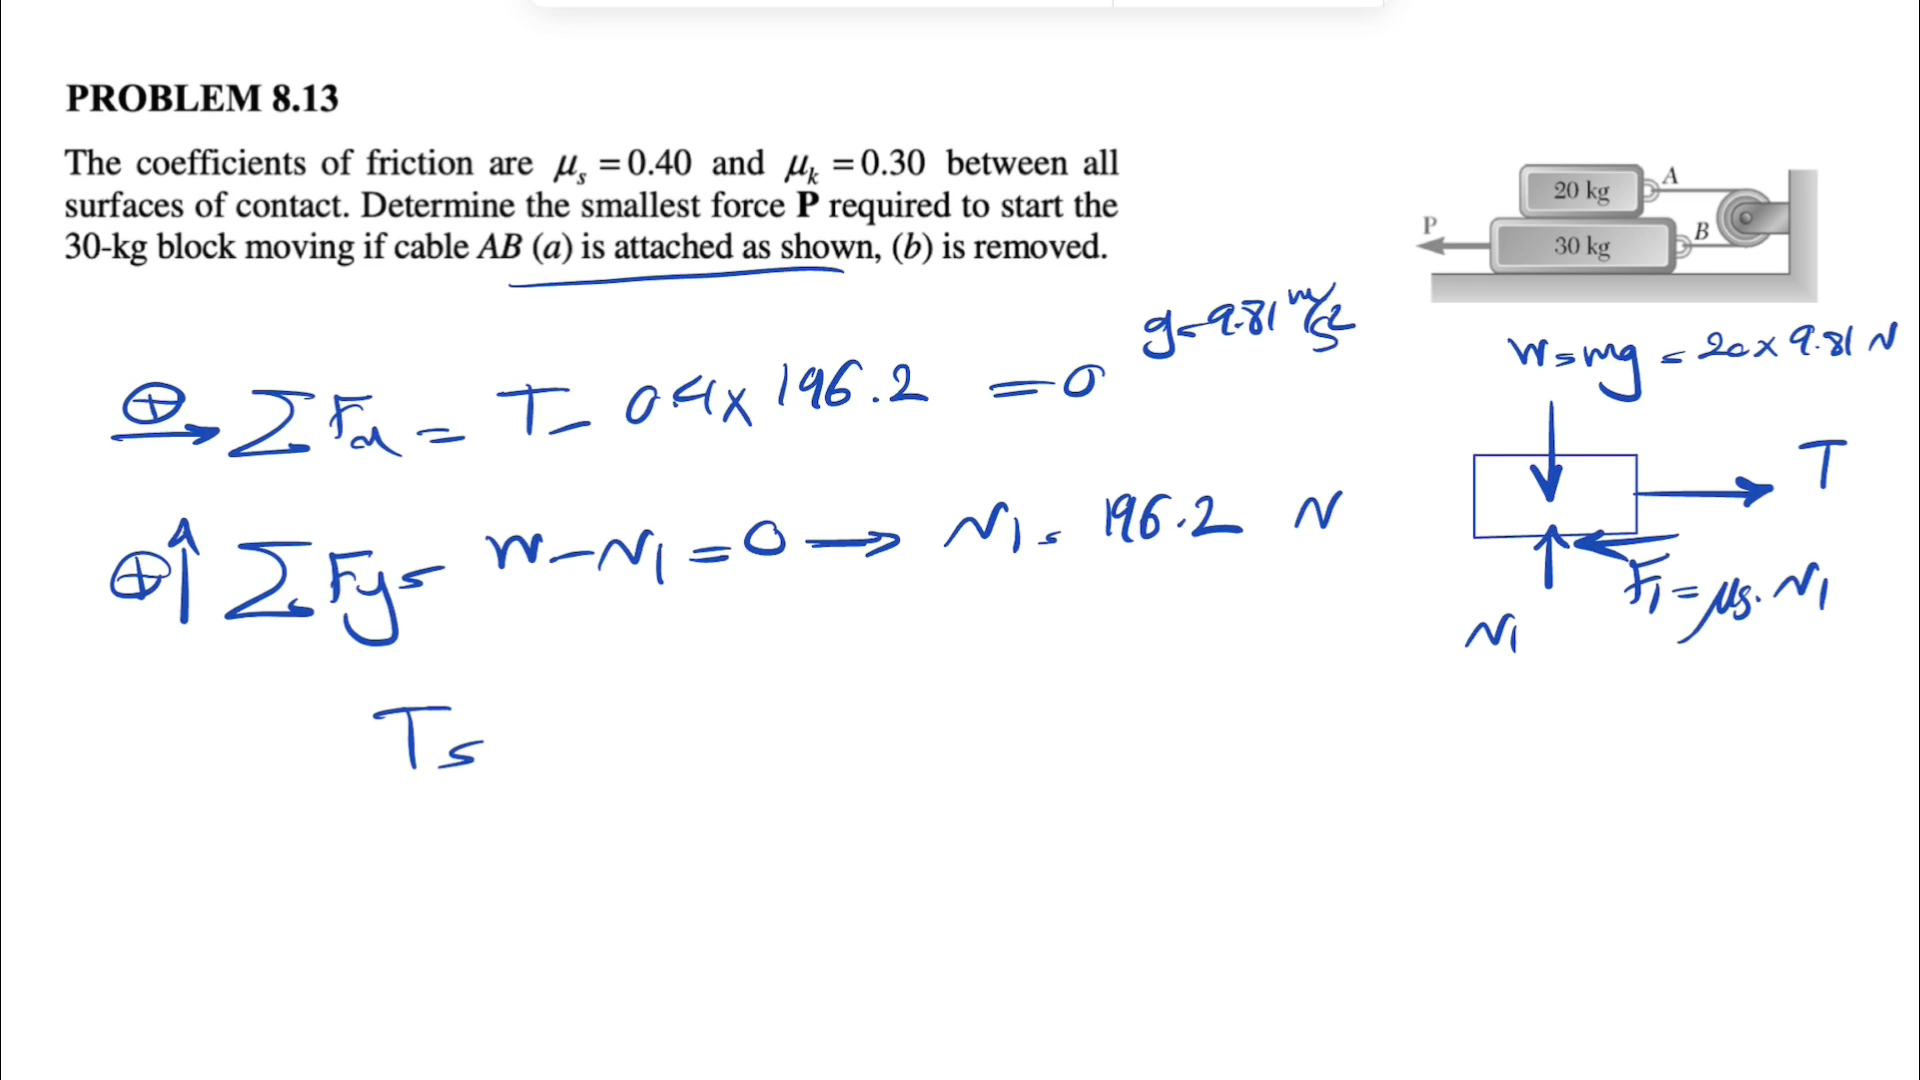 PROBLEM 8.13
The coefficients of friction are μs = 0.40 and μk = 0.30 between all
surfaces of contact. Determine the smallest force P required to start the
30-kg block moving if cable AB (a) is attached as shown, (b) is removed.
A
20 kg
P
B
30 kg
g = 9.81 m/s2
W = mg = 20 x 9.81 N
⊕ ΣFx = T - 0.4 x 196.2 = 0
T
⊕ ΣFy = W - N1 = 0 → N1 = 196.2 N
F1 = μs. N1
N1
T =